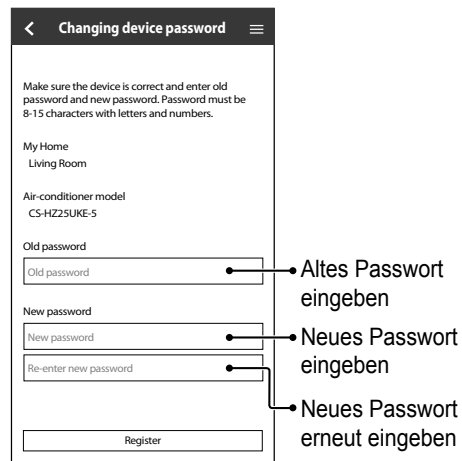 Changing device password
Make sure the device is correct and enter old
password and new password. Password must be
8-15 characters with letters and numbers.
My Home
Living Room
Air-conditioner model
CS-HZ25UKE-5
Old password
Old password
Altes Passwort
eingeben
New password
New password
Neues Passwort
eingeben
Re-enter new password
Neues Passwort
erneut eingeben
Register